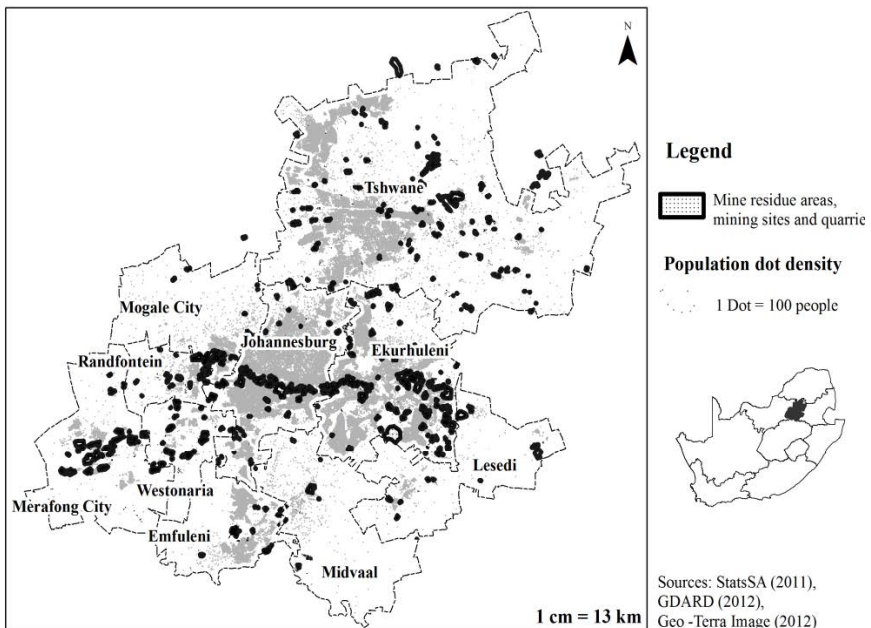 N
Tshwane
Mogale City
Johannesburg
Ekurhuleni
Randfontein
Lesedi
Westonaria
Merafong City
Emfuleni
Midvaal
1 cm = 13 km
Legend
Mine residue areas,
mining sites and quarrie
Population dot density
1 Dot = 100 people
Sources: StatsSA (2011),
GDARD (2012),
Geo -Terra Image (2012)